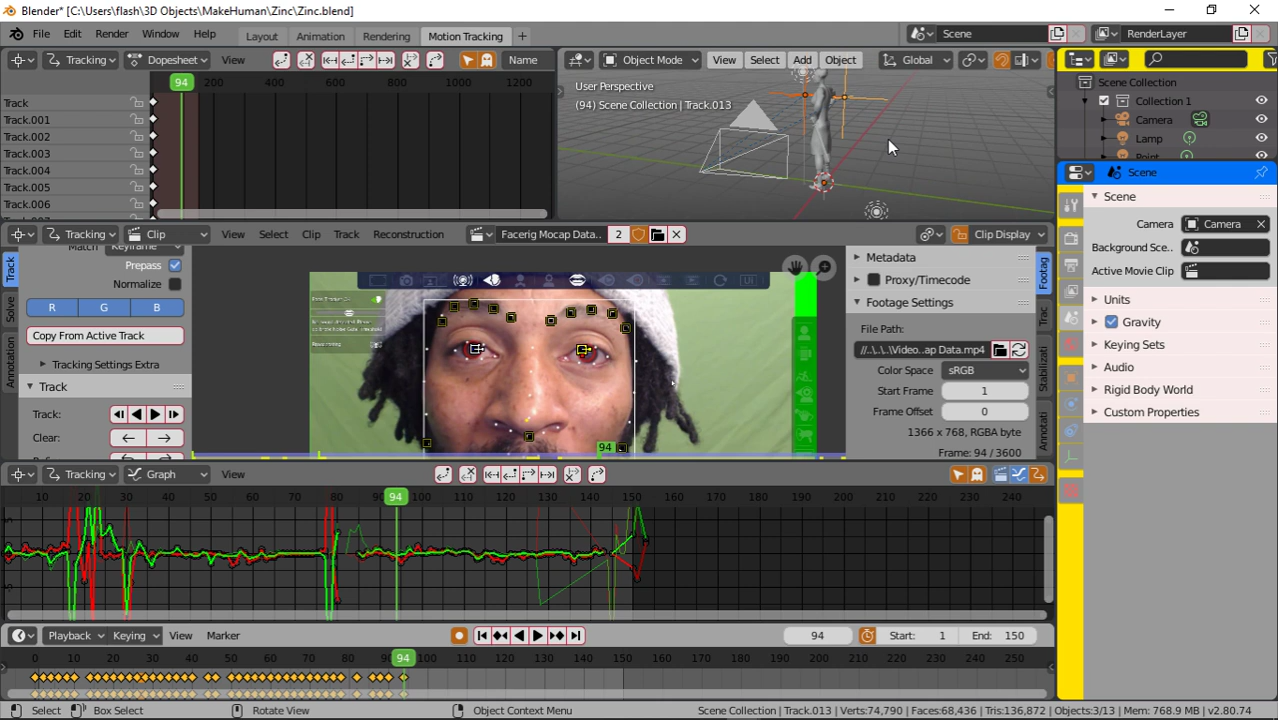 Blender* [C:\Users\flash\3D Objects\MakeHuman\Zinc\Zinc.blend]
File Edit Render Window Help Layout Animation Rendering Motion Tracking + Scene RenderLayer
Tracking Dopesheet View Name
94 200 400 600 800 1000 1200
Track
Track.001
Track.002
Track.003
Track.004
Track.005
Track.006
Object Mode View Select Add Object Global
User Perspective
(94) Scene Collection | Track.013
Scene Collection
Collection 1
Camera
Lamp
Point
Scene
Scene
Camera Camera
Background Sce..
Active Movie Clip
Units
Gravity
Keying Sets
Audio
Rigid Body World
Custom Properties
Tracking Clip View Select Clip Track Reconstruction Facerig Mocap Data.. 2 Clip Display
Track
Solve
Annotation
Match Keyframe
Prepass
Normalize
R G B
Copy From Active Track
Tracking Settings Extra
Track
Track:
Clear:
94
Metadata
Proxy/Timecode
Footage Settings
File Path:
//..\..\..\Video..ap Data.mp4
Color Space sRGB
Start Frame 1
Frame Offset 0
1366 x 768, RGBA byte
Frame: 94 / 3600
Footag
Trac
Stabilizati
Annotati
Tracking Graph View
10 20 30 40 50 60 70 80 94 100 110 120 130 140 150 160 170 180 190 200 210 220 230 240
Playback Keying View Marker 94 Start: 1 End: 150
0 10 20 30 40 50 60 70 80 94 100 110 120 130 140 150 160 170 180 190 200 210 220 230 240 250
Select Box Select Rotate View Object Context Menu Scene Collection | Track.013 | Verts:74,790 | Faces:68,436 | Tris:136,872 | Objects:3/13 | Mem: 768.9 MB | v2.80.74